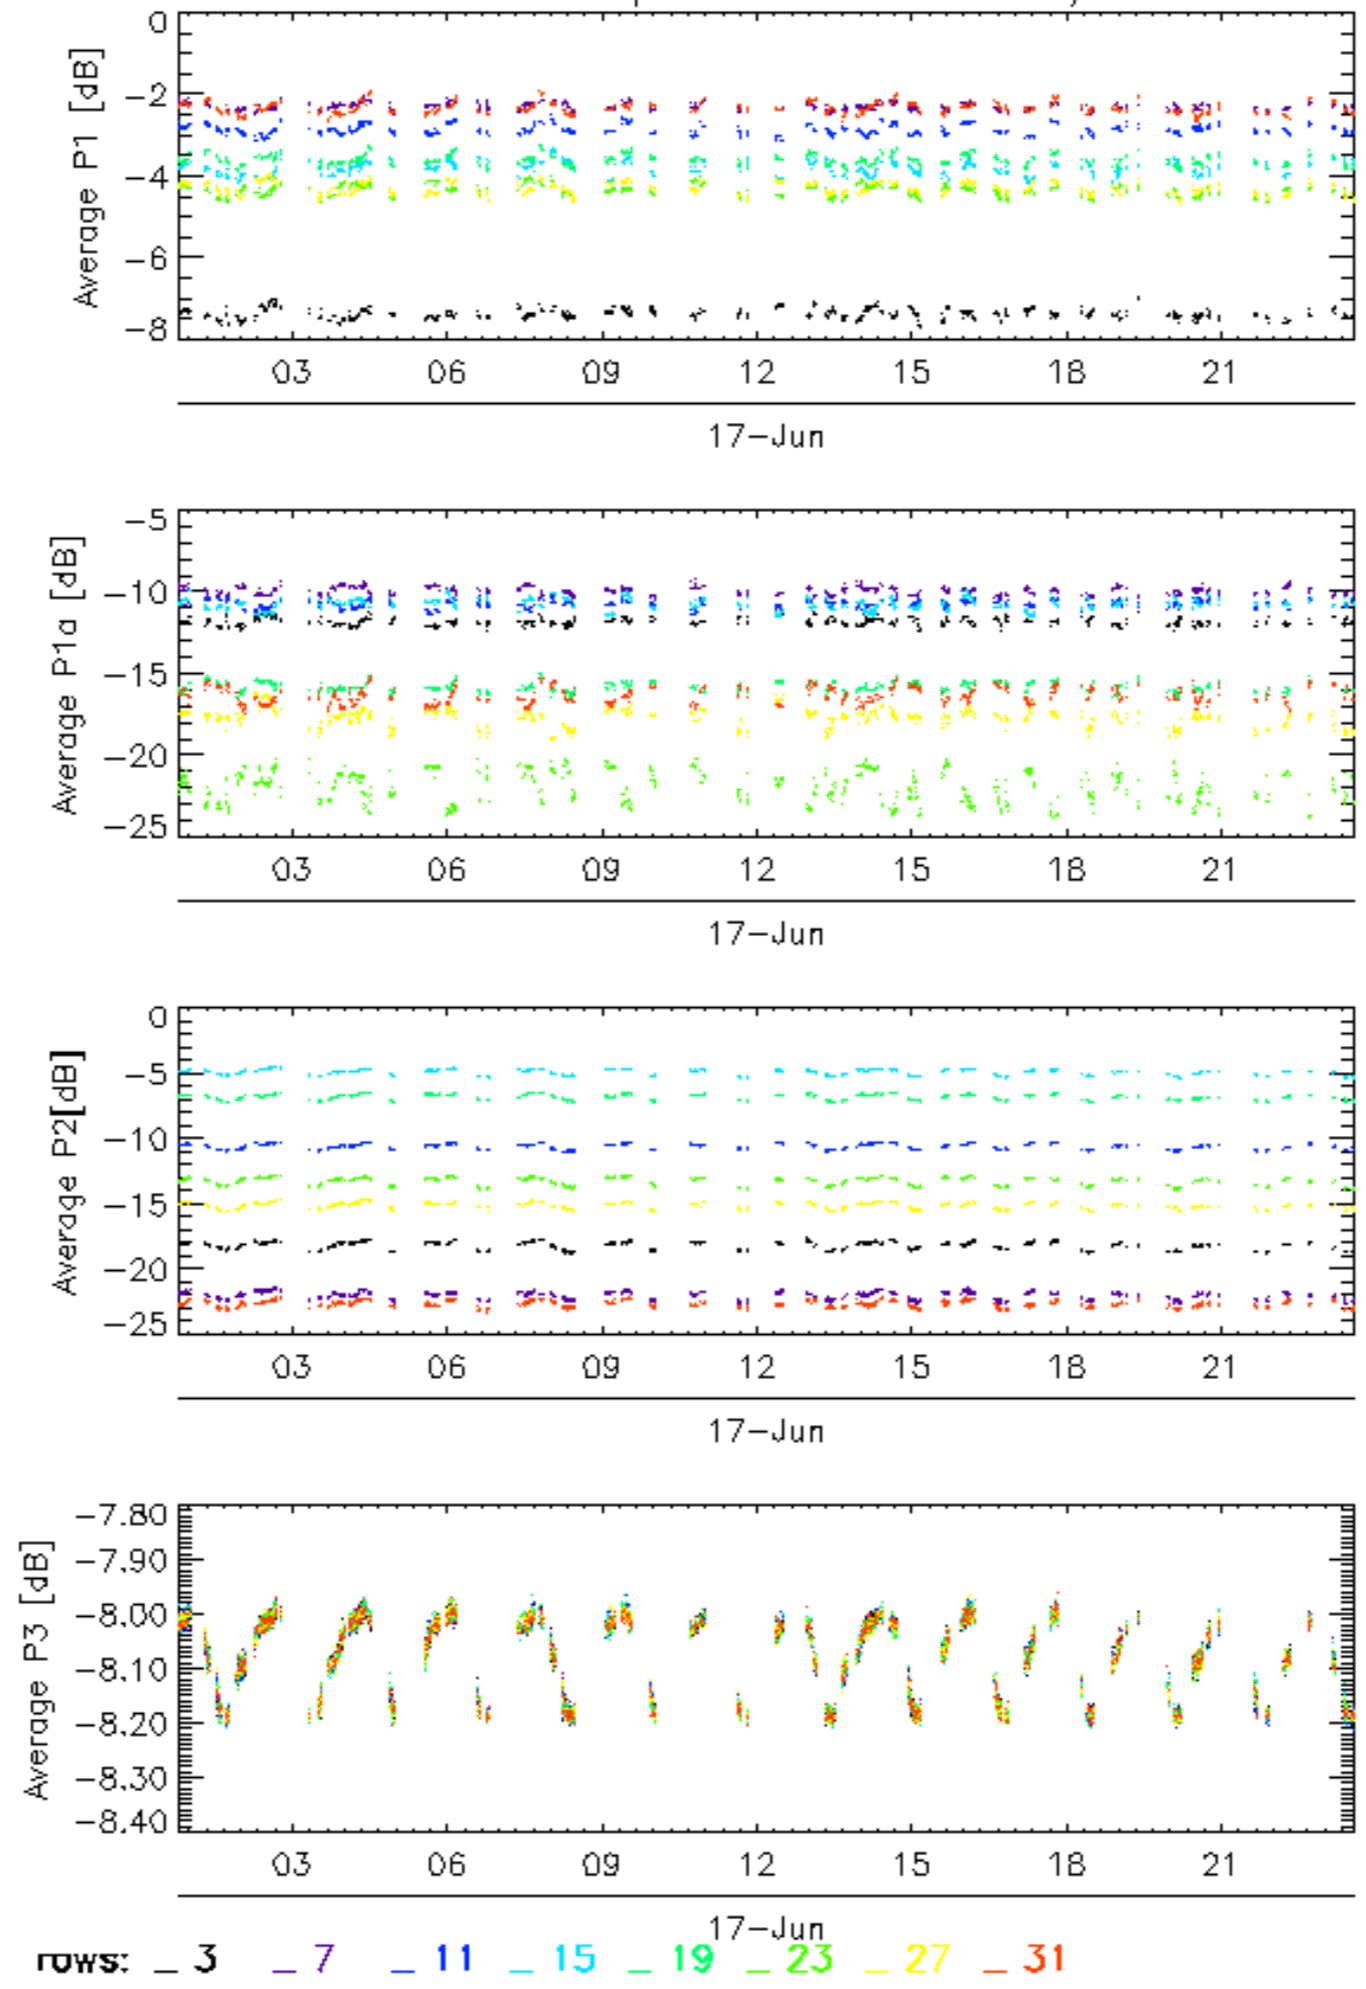 0
-2
-4
-6
-8
Average P1 [dB]
03 06 09 12 15 18 21
17-Jun
-5
-10
-15
-20
-25
Average P1a [dB]
03 06 09 12 15 18 21
17-Jun
0
-5
-10
-15
-20
-25
Average P2[dB]
03 06 09 12 15 18 21
17-Jun
-7.80
-7.90
-8.00
-8.10
-8.20
-8.30
-8.40
Average P3 [dB]
03 06 09 12 15 18 21
17-Jun
rows: _ 3 _ 7 _ 11 _ 15 _ 19 _ 23 _ 27 _ 31